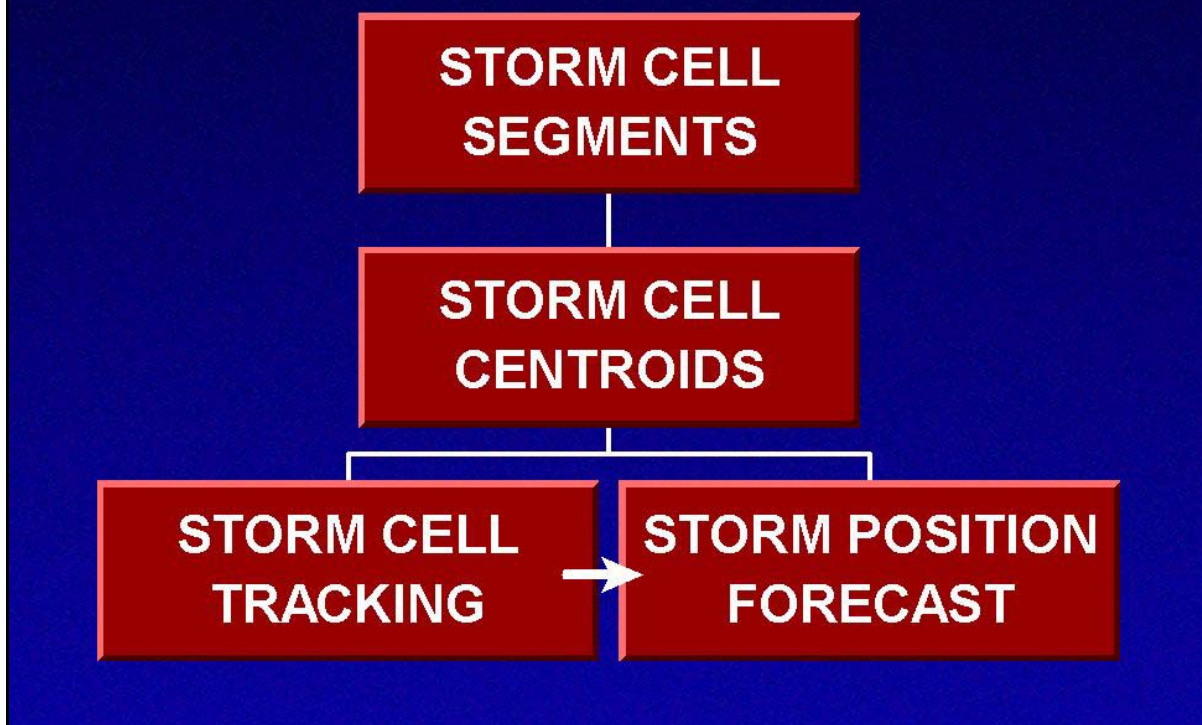 STORM CELL
SEGMENTS
STORM CELL
CENTROIDS
STORM CELL
TRACKING
STORM POSITION
FORECAST